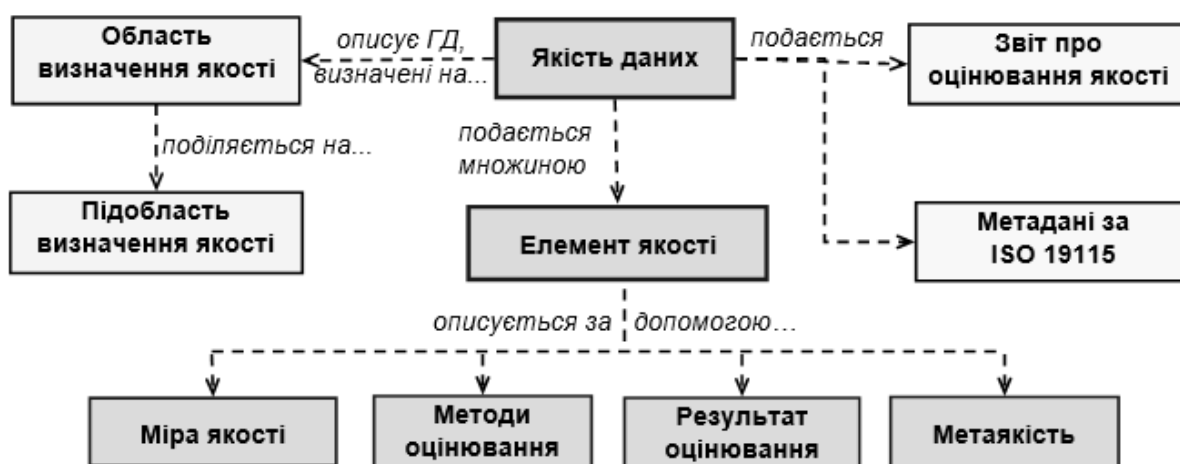 Область
визначення якості
описує ГД,
визначені на...
Якість даних
подається
Звіт про
оцінювання якості
поділяється на...
подається
множиною
Підобласть
визначення якості
Елемент якості
Метадані за
ISO 19115
описується за допомогою...
Міра якості
Методи
оцінювання
Результат
оцінювання
Метаякість